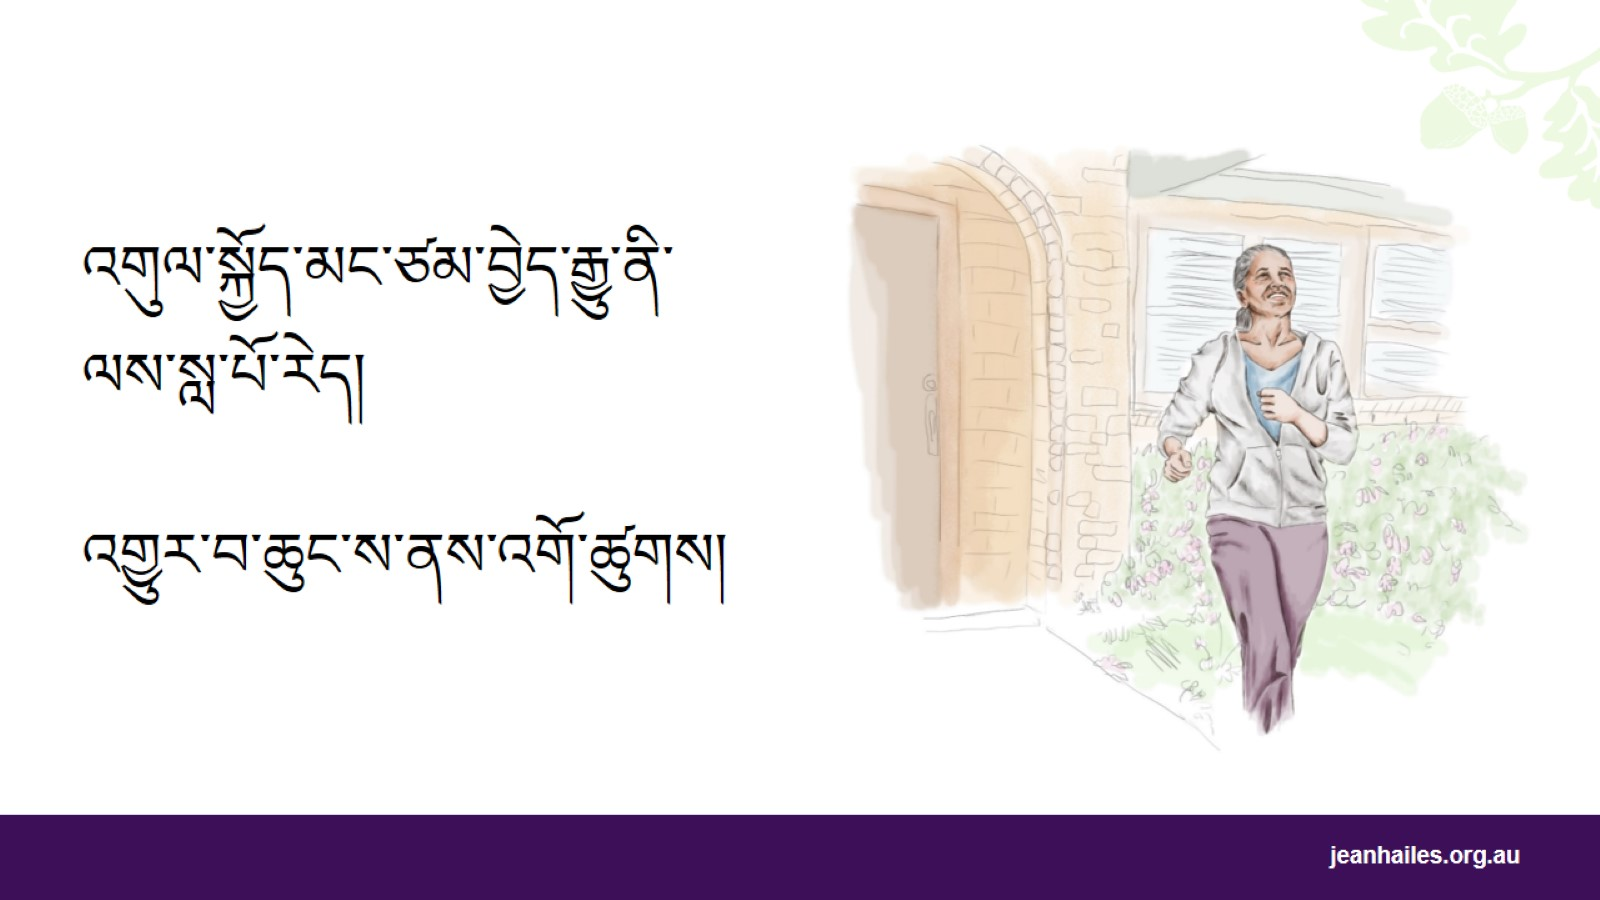 འགུལ་སྐྱོད་མང་ཙམ་བྱེད་རྒྱུ་ནི་
ལས་སླ་པོ་རེད།
འགྱུར་བ་ཆུང་ས་ནས་འགོ་ཚུགས།
jeanhailes.org.au